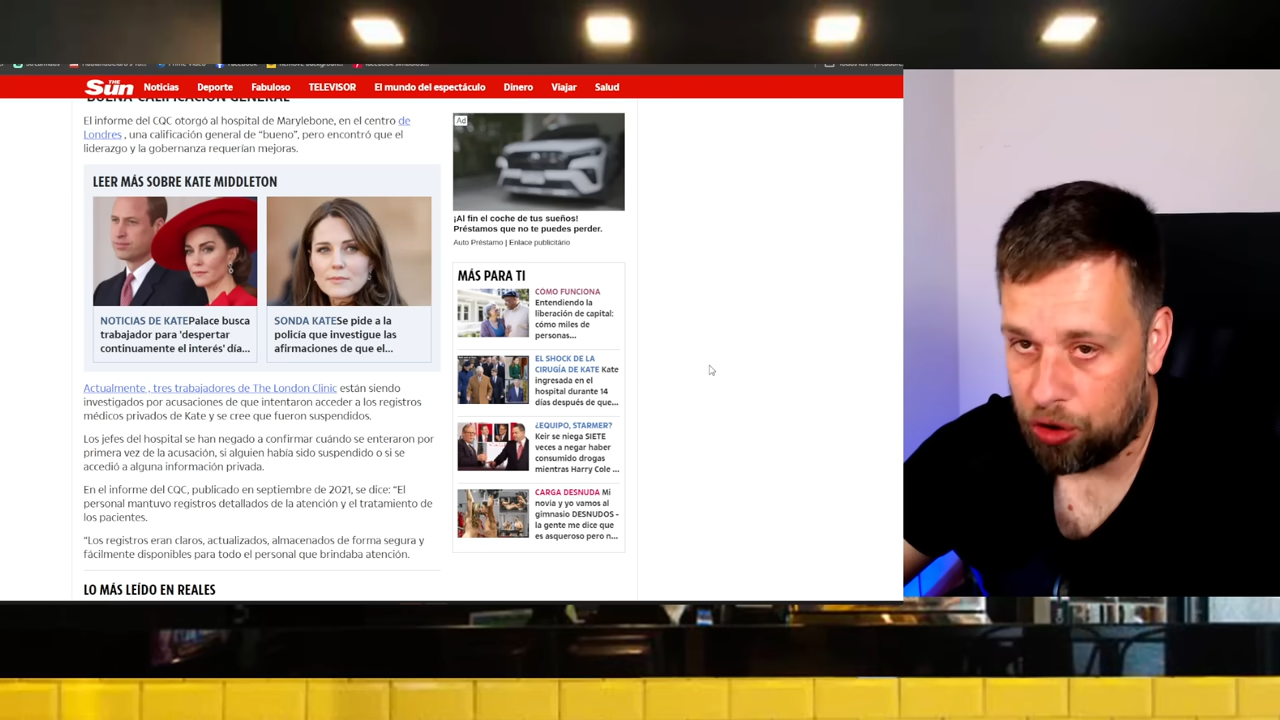 THE Sun
Noticias Deporte Fabuloso TELEVISOR El mundo del espectáculo Dinero Viajar Salud
BUENA CALIFICACIÓN GENERAL
El informe del CQC otorgó al hospital de Marylebone, en el centro de
Londres , una calificación general de “bueno”, pero encontró que el
liderazgo y la gobernanza requerían mejoras.
LEER MÁS SOBRE KATE MIDDLETON
NOTICIAS DE KATEPalace busca
trabajador para 'despertar
continuamente el interés' día...
SONDA KATESe pide a la
policía que investigue las
afirmaciones de que el...
Actualmente , tres trabajadores de The London Clinic están siendo
investigados por acusaciones de que intentaron acceder a los registros
médicos privados de Kate y se cree que fueron suspendidos.
Los jefes del hospital se han negado a confirmar cuándo se enteraron por
primera vez de la acusación, si alguien había sido suspendido o si se
accedió a alguna información privada.
En el informe del CQC, publicado en septiembre de 2021, se dice: “El
personal mantuvo registros detallados de la atención y el tratamiento de
los pacientes.
“Los registros eran claros, actualizados, almacenados de forma segura y
fácilmente disponibles para todo el personal que brindaba atención.
LO MÁS LEÍDO EN REALES
Ad
¡Al fin el coche de tus sueños!
Préstamos que no te puedes perder.
Auto Préstamo | Enlace publicitario
MÁS PARA TI
CÓMO FUNCIONA
Entendiendo la
liberación de capital:
cómo miles de
personas...
EL SHOCK DE LA
CIRUGÍA DE KATE Kate
ingresada en el
hospital durante 14
días después de que...
¿EQUIPO, STARMER?
Keir se niega SIETE
veces a negar haber
consumido drogas
mientras Harry Cole ...
CARGA DESNUDA Mi
novia y yo vamos al
gimnasio DESNUDOS -
la gente me dice que
es asqueroso pero n...